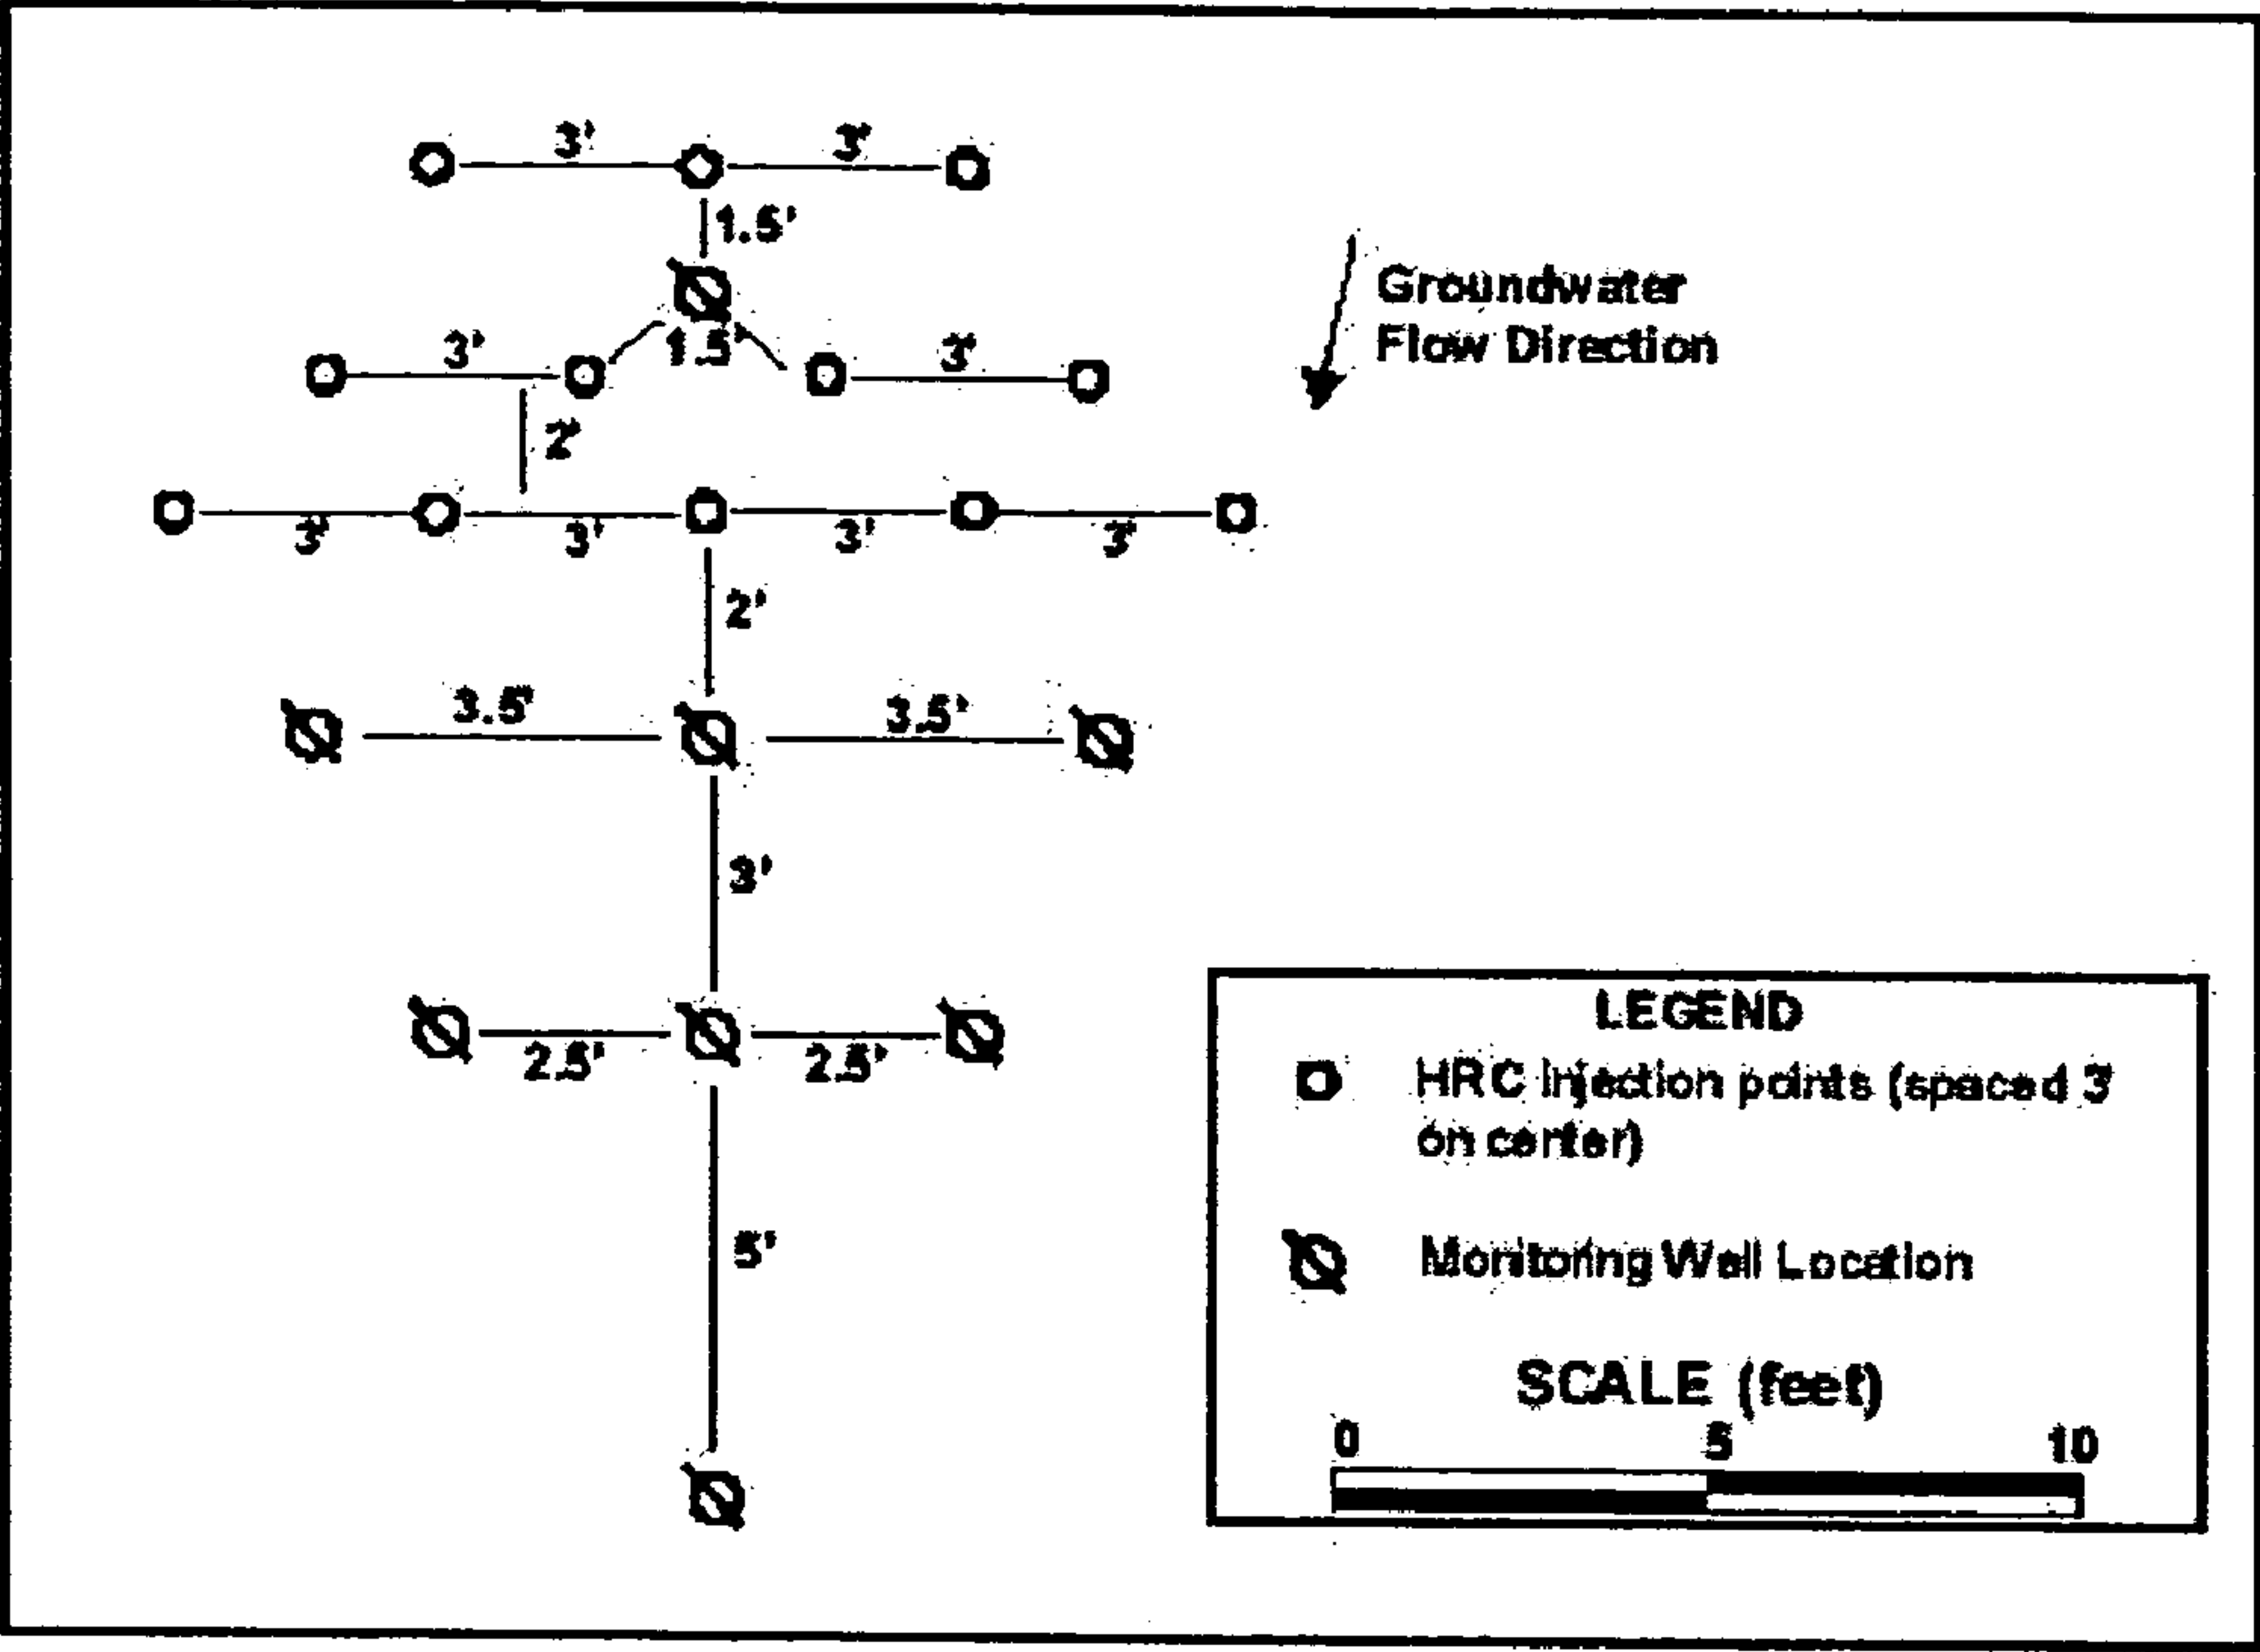 3' 3'
1.5'
Groundwater
Flow Direction
1.5'
3' 3'
2'
3' 3' 3' 3'
2'
3.5' 3.5'
3'
2.5' 2.5'
5'
LEGEND
HRC Injection points (spaced 3'
on center)
Monitoring Well Location
SCALE (feet)
0 5 10